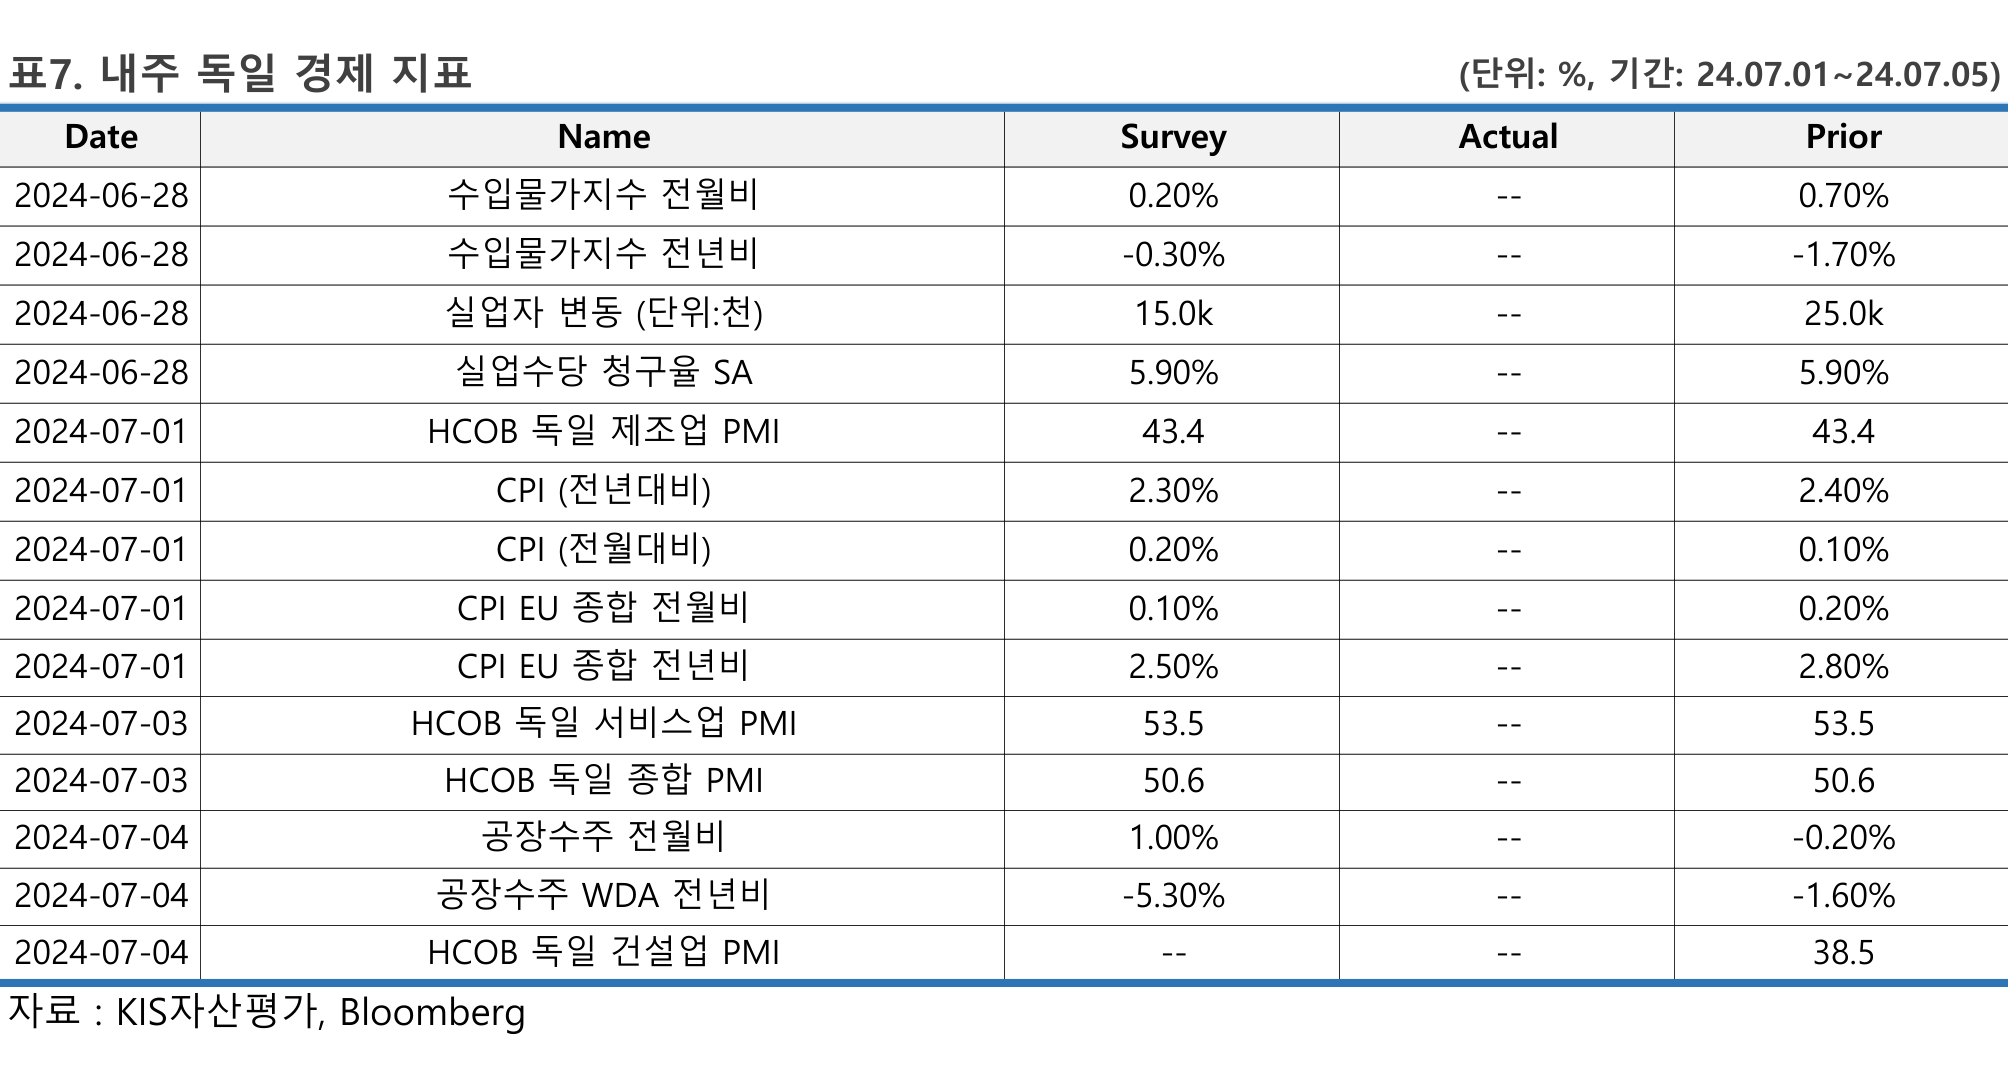 표7. 내주 독일 경제 지표 (단위: %, 기간: 24.07.01~24.07.05)
Date Name Survey Actual Prior
2024-06-28 수입물가지수 전월비 0.20% -- 0.70%
2024-06-28 수입물가지수 전년비 -0.30% -- -1.70%
2024-06-28 실업자 변동 (단위:천) 15.0k -- 25.0k
2024-06-28 실업수당 청구율 SA 5.90% -- 5.90%
2024-07-01 HCOB 독일 제조업 PMI 43.4 -- 43.4
2024-07-01 CPI (전년대비) 2.30% -- 2.40%
2024-07-01 CPI (전월대비) 0.20% -- 0.10%
2024-07-01 CPI EU 종합 전월비 0.10% -- 0.20%
2024-07-01 CPI EU 종합 전년비 2.50% -- 2.80%
2024-07-03 HCOB 독일 서비스업 PMI 53.5 -- 53.5
2024-07-03 HCOB 독일 종합 PMI 50.6 -- 50.6
2024-07-04 공장수주 전월비 1.00% -- -0.20%
2024-07-04 공장수주 WDA 전년비 -5.30% -- -1.60%
2024-07-04 HCOB 독일 건설업 PMI -- -- 38.5
자료 : KIS자산평가, Bloomberg